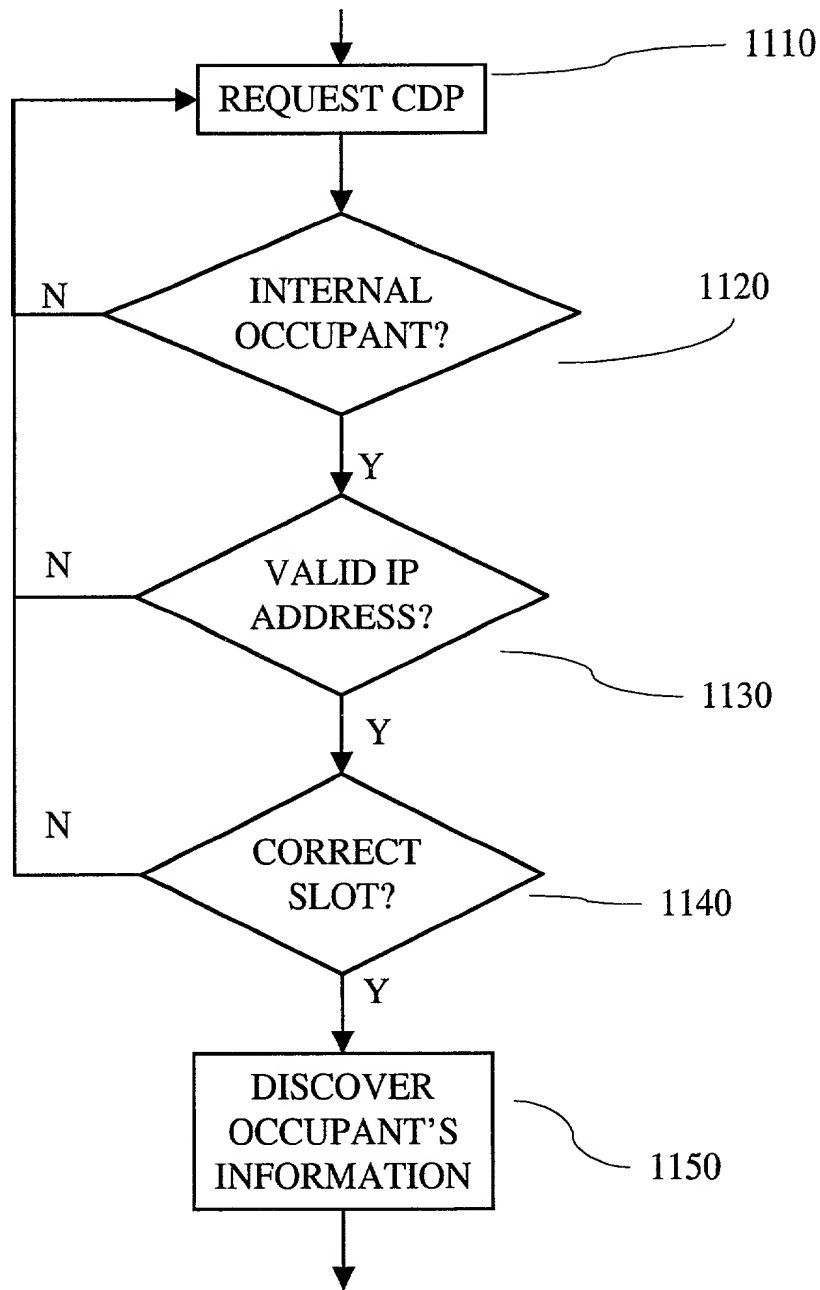 1110
REQUEST CDP
INTERNAL
OCCUPANT?
1120
N
Y
VALID IP
ADDRESS?
N
1130
Y
CORRECT
SLOT?
N
1140
Y
DISCOVER
OCCUPANT'S
INFORMATION
1150